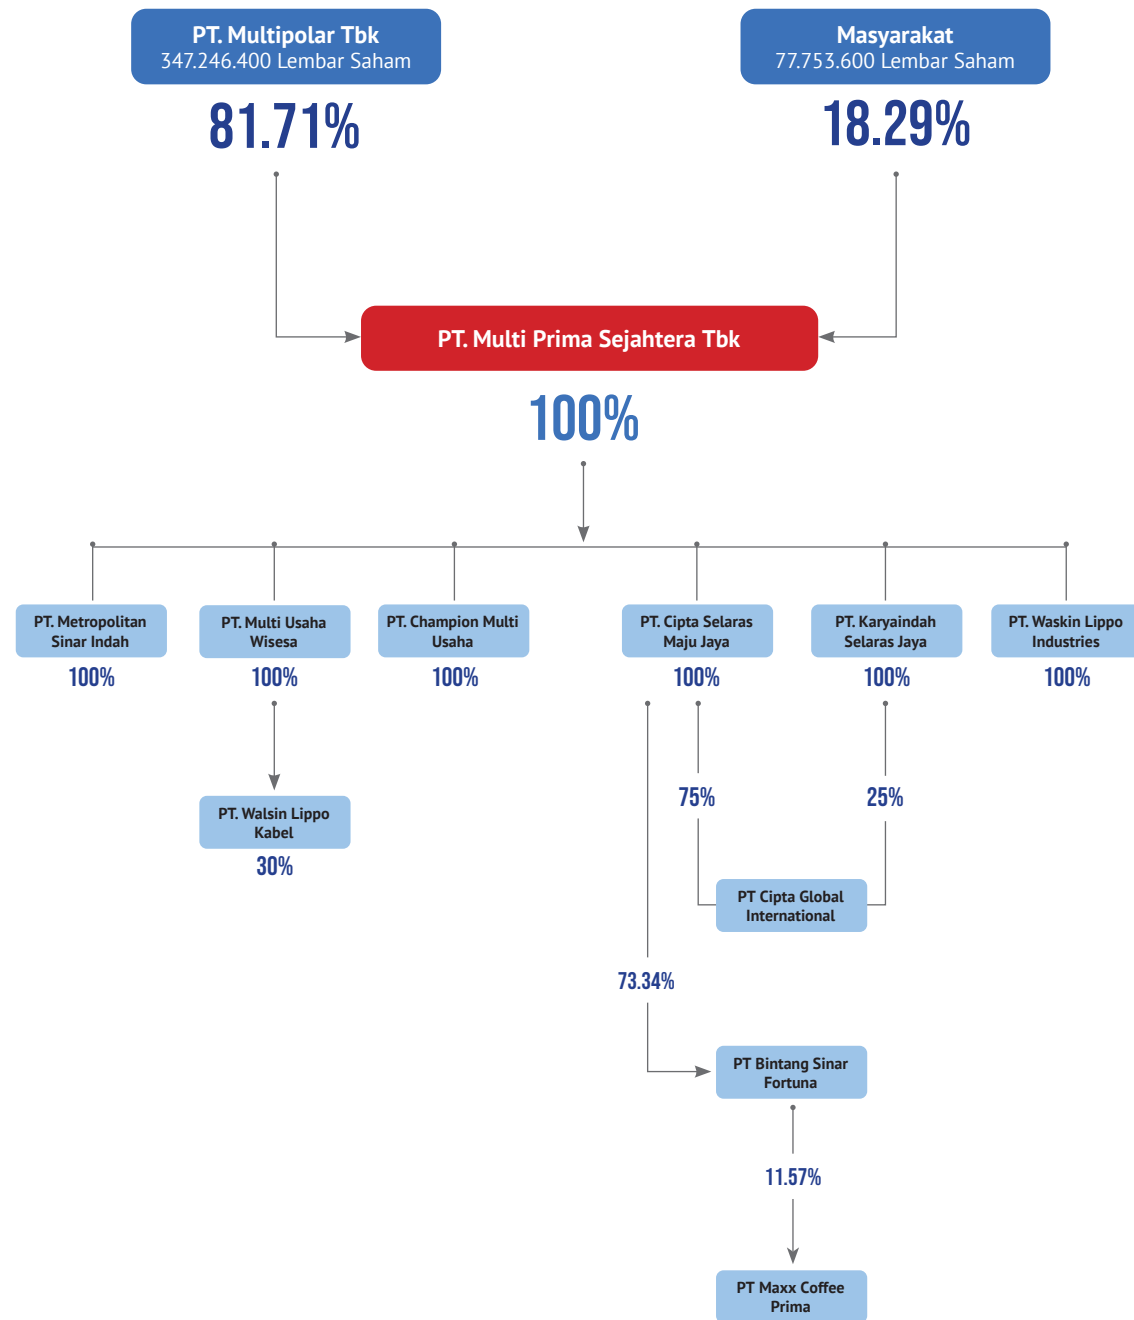 PT. Multipolar Tbk
347.246.400 Lembar Saham
81.71%
Masyarakat
77.753.600 Lembar Saham
18.29%
PT. Multi Prima Sejahtera Tbk
100%
PT. Metropolitan
Sinar Indah
100%
PT. Multi Usaha
Wisesa
100%
PT. Champion Multi
Usaha
100%
PT. Cipta Selaras
Maju Jaya
100%
PT. Karyaindah
Selaras Jaya
100%
PT. Waskin Lippo
Industries
100%
PT. Walsin Lippo
Kabel
30%
75%
25%
PT Cipta Global
International
73.34%
PT Bintang Sinar
Fortuna
11.57%
PT Maxx Coffee
Prima